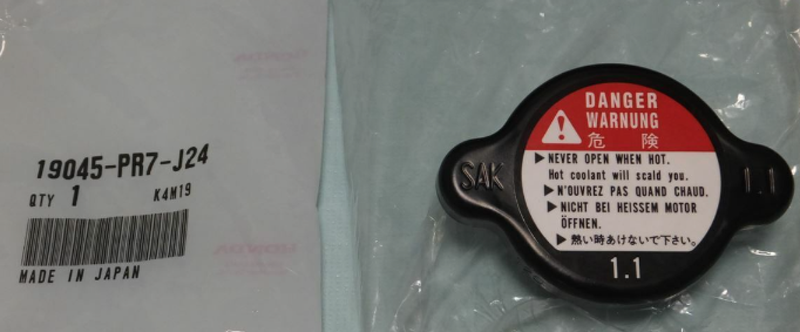 HONDA
19045-PR7-J24
QTY 1 K4M19
MADE IN JAPAN
HONDA
SAK
DANGER
WARNUNG
危険
▶NEVER OPEN WHEN HOT.
Hot coolant will scald you.
▶N'OUVREZ PAS QUAND CHAUD.
▶NICHT BEI HEISSEM MOTOR
ÖFFNEN.
▶熱い時あけないで下さい。
1.1
1.1